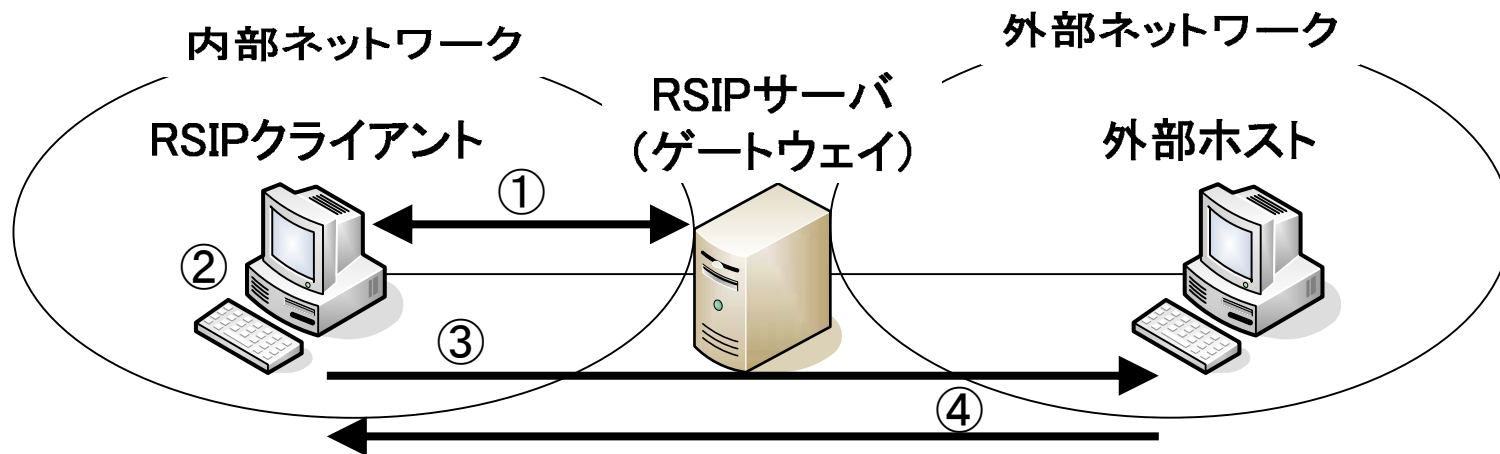 内部ネットワーク
外部ネットワーク
RSIPクライアント
RSIPサーバ
（ゲートウェイ）
外部ホスト
①
②
③
④